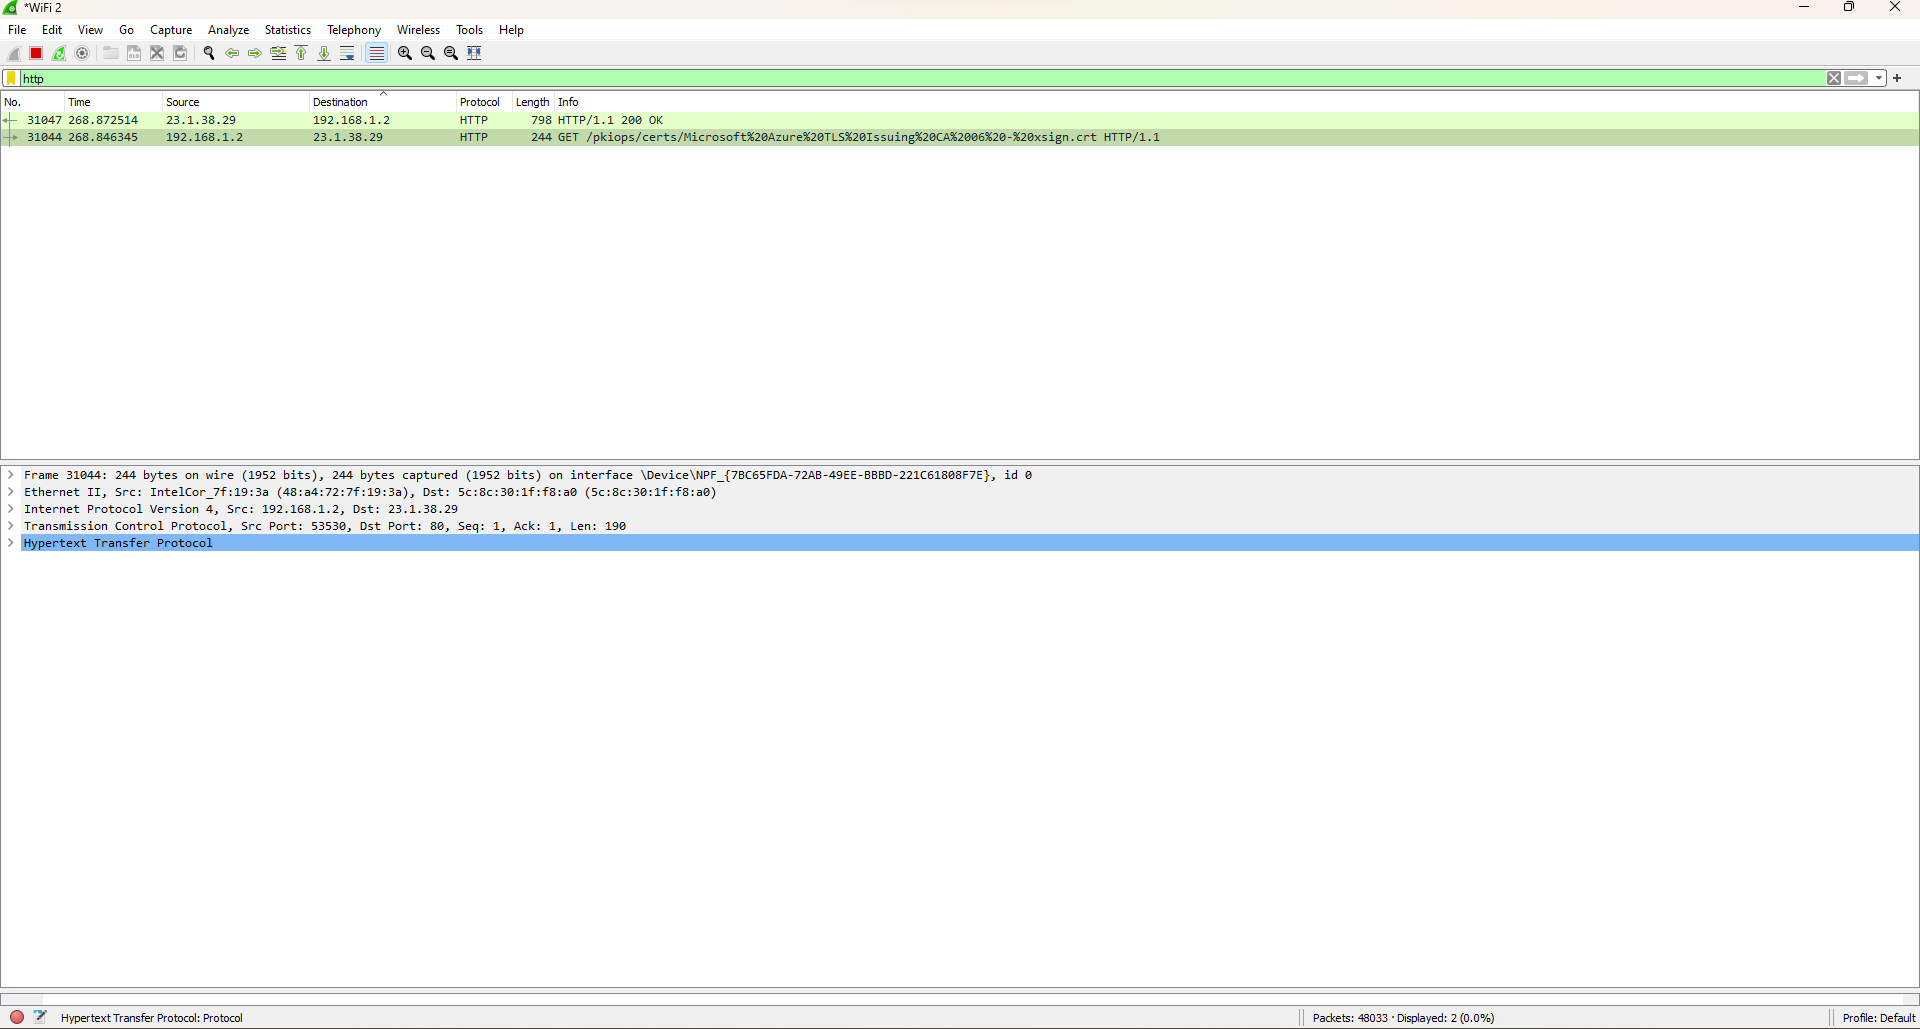 *WiFi 2
File Edit View Go Capture Analyze Statistics Telephony Wireless Tools Help
http
No. Time Source Destination Protocol Length Info
31047 268.872514 23.1.38.29 192.168.1.2 HTTP 798 HTTP/1.1 200 OK
31044 268.846345 192.168.1.2 23.1.38.29 HTTP 244 GET /pkiops/certs/Microsoft%20Azure%20TLS%20Issuing%20CA%2006%20-%20xsign.crt HTTP/1.1
Frame 31044: 244 bytes on wire (1952 bits), 244 bytes captured (1952 bits) on interface \Device\NPF_{7BC65FDA-72AB-49EE-BBBD-221C61808F7E}, id 0
Ethernet II, Src: IntelCor_7f:19:3a (48:a4:72:7f:19:3a), Dst: 5c:8c:30:1f:f8:a0 (5c:8c:30:1f:f8:a0)
Internet Protocol Version 4, Src: 192.168.1.2, Dst: 23.1.38.29
Transmission Control Protocol, Src Port: 53530, Dst Port: 80, Seq: 1, Ack: 1, Len: 190
Hypertext Transfer Protocol
Hypertext Transfer Protocol: Protocol
Packets: 48033 · Displayed: 2 (0.0%)
Profile: Default